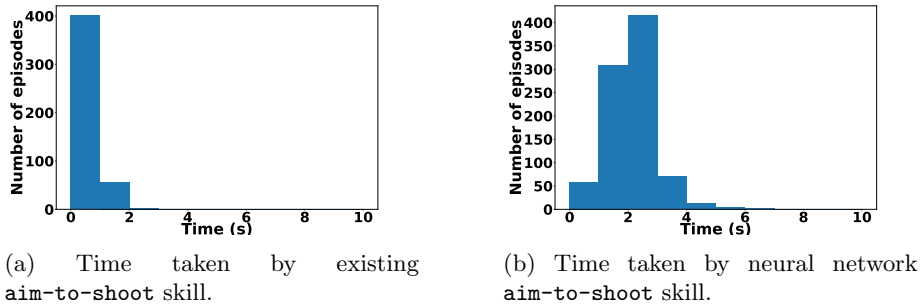 400
300
200
100
0
Number of episodes
0 2 4 6 8 10
Time (s)
(a) Time taken by existing
aim-to-shoot skill.
400
350
300
250
200
150
100
50
0
Number of episodes
0 2 4 6 8 10
Time (s)
(b) Time taken by neural network
aim-to-shoot skill.